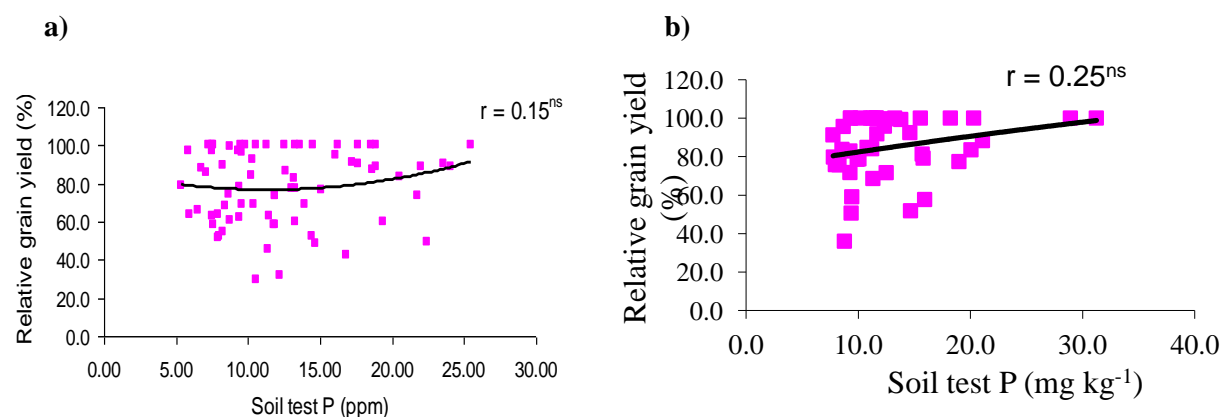 a)
r = 0.15ns
Relative grain yield (%)
120.0
100.0
80.0
60.0
40.0
20.0
0.0
0.00 5.00 10.00 15.00 20.00 25.00 30.00
Soil test P (ppm)
b)
r = 0.25ns
Relative grain yield
(%)
120.0
100.0
80.0
60.0
40.0
20.0
0.0
0.0 10.0 20.0 30.0 40.0
Soil test P (mg kg-1)